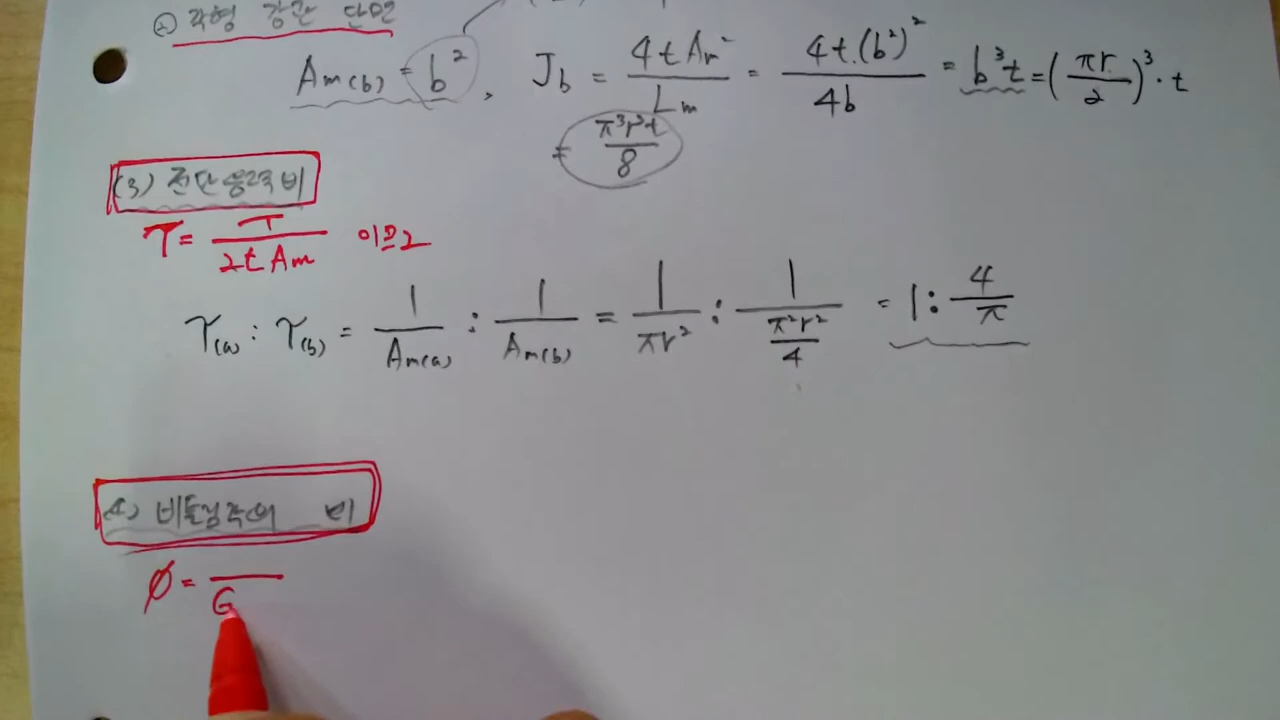 ② 각형 강관 단면
Am(b) = b², J_b = 4tAm²/Lm = 4t.(b²)²/4b = b³t = (πr/2)³·t
= π³r³t/8
(3) 전단응력비
τ = T/2tAm 이므로
τ(a) : τ(b) = 1/Am(a) : 1/Am(b) = 1/πr² : 1/(π²r²/4) = 1 : 4/π
(4) 비틀림각의 비
Ø = /G